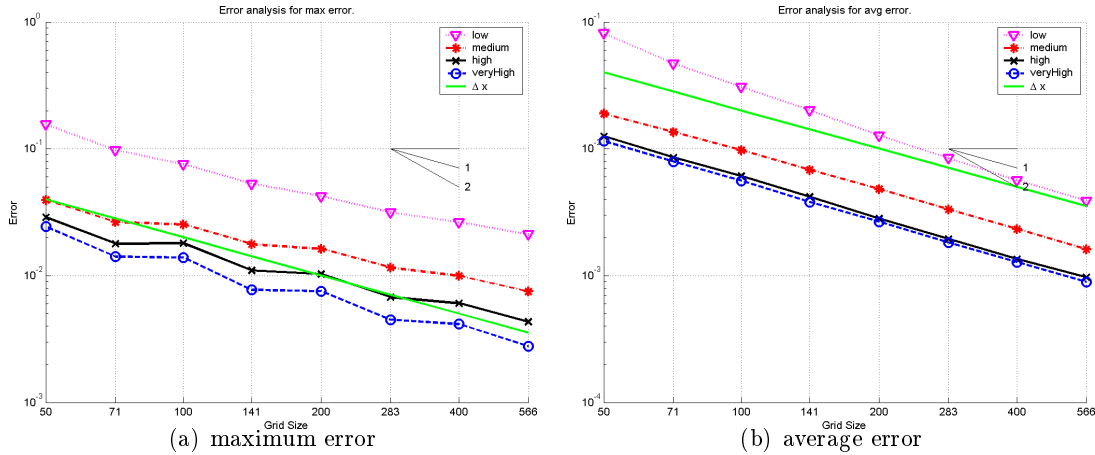 Error analysis for max error.
10^0
10^-1
10^-2
10^-3
Error
low
medium
high
veryHigh
Δ x
1
2
50 71 100 141 200 283 400 566
Grid Size
(a) maximum error
Error analysis for avg error.
10^-1
10^-2
10^-3
10^-4
Error
low
medium
high
veryHigh
Δ x
1
2
50 71 100 141 200 283 400 566
Grid Size
(b) average error